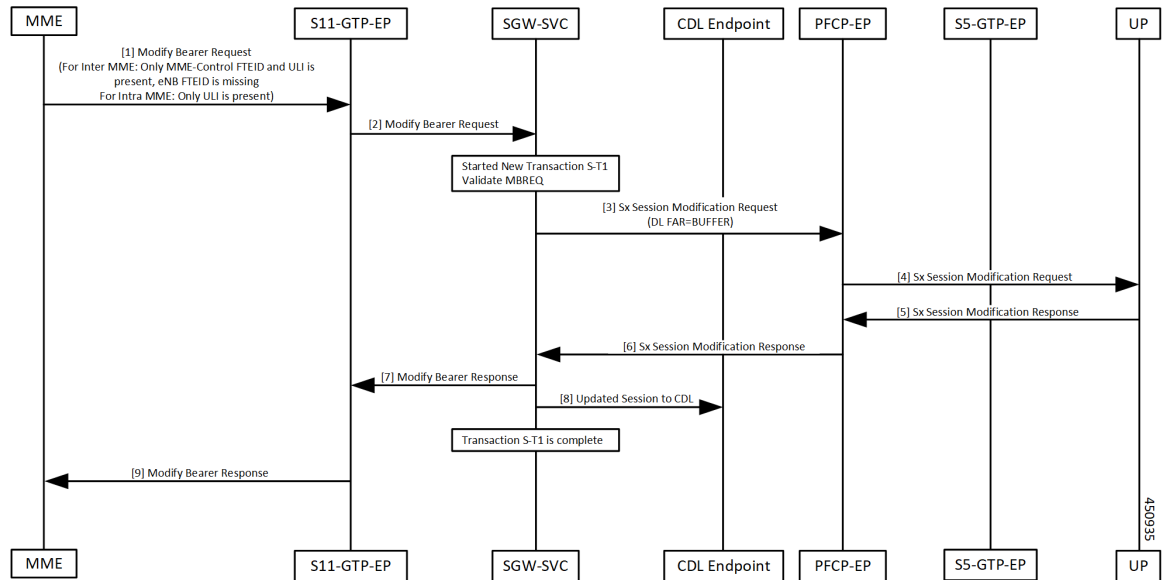 MME
S11-GTP-EP
SGW-SVC
CDL Endpoint
PFCP-EP
S5-GTP-EP
UP
[1] Modify Bearer Request
(For Inter MME: Only MME-Control FTEID and ULI is
present, eNB FTEID is missing
For Intra MME: Only ULI is present)
[2] Modify Bearer Request
Started New Transaction S-T1
Validate MBREQ
[3] Sx Session Modification Request
(DL FAR=BUFFER)
[4] Sx Session Modification Request
[5] Sx Session Modification Response
[6] Sx Session Modification Response
[7] Modify Bearer Response
[8] Updated Session to CDL
Transaction S-T1 is complete
[9] Modify Bearer Response
450935
MME
S11-GTP-EP
SGW-SVC
CDL Endpoint
PFCP-EP
S5-GTP-EP
UP